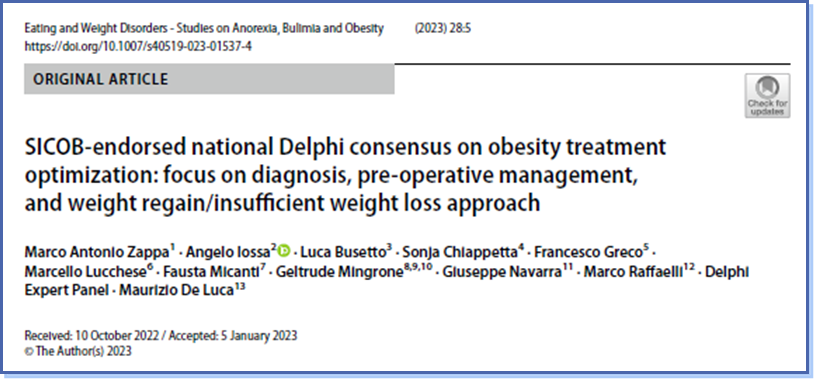 Eating and Weight Disorders - Studies on Anorexia, Bulimia and Obesity (2023) 28:5
https://doi.org/10.1007/s40519-023-01537-4
ORIGINAL ARTICLE
Check for
updates
SICOB-endorsed national Delphi consensus on obesity treatment
optimization: focus on diagnosis, pre-operative management,
and weight regain/insufficient weight loss approach
Marco Antonio Zappa¹ · Angelo Iossa² · Luca Busetto³ · Sonja Chiappetta⁴ · Francesco Greco⁵ ·
Marcello Lucchese⁶ · Fausta Micanti⁷ · Geltrude Mingrone⁸,⁹,¹⁰ · Giuseppe Navarra¹¹ · Marco Raffaelli¹² · Delphi
Expert Panel · Maurizio De Luca¹³
Received: 10 October 2022 / Accepted: 5 January 2023
© The Author(s) 2023